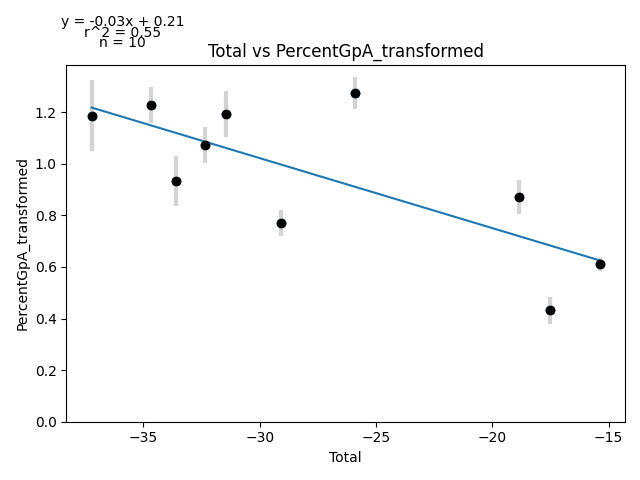 y = -0.03x + 0.21
r^2 = 0.55
n = 10
Total vs PercentGpA_transformed
PercentGpA_transformed
1.2
1.0
0.8
0.6
0.4
0.2
0.0
−35
−30
−25
−20
−15
Total